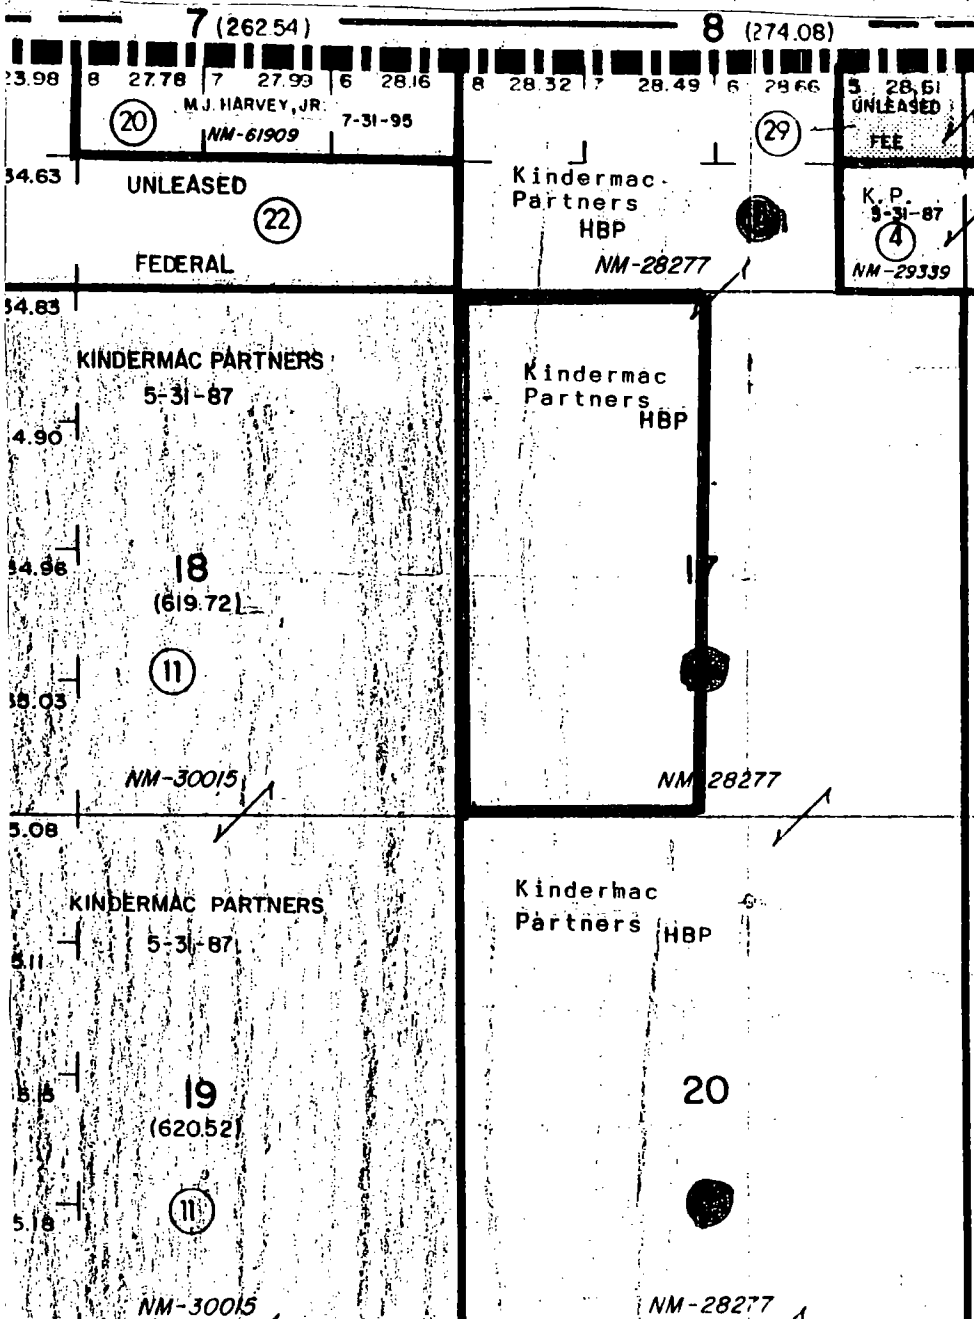 7 (262.54) 8 (274.08)
23.98 8 27.78 7 27.99 6 28.16 8 28.32 7 28.49 6 28.66 5 28.61
20 M.J. HARVEY, JR. 7-31-95
NM-61909
29
UNLEASED
FEE
34.63
UNLEASED
22
FEDERAL
Kindermac
Partners
HBP
NM-28277
K. P.
4
NM-29339
34.83
KINDERMAC PARTNERS
5-31-87
4.90
34.96
18
(619.72)
11
35.03
NM-30015
Kindermac
Partners
HBP
17
NM-28277
5.08
KINDERMAC PARTNERS
5-31-87
5.11
19
(620.52)
11
5.18
NM-30015
Kindermac
Partners HBP
20
NM-28277